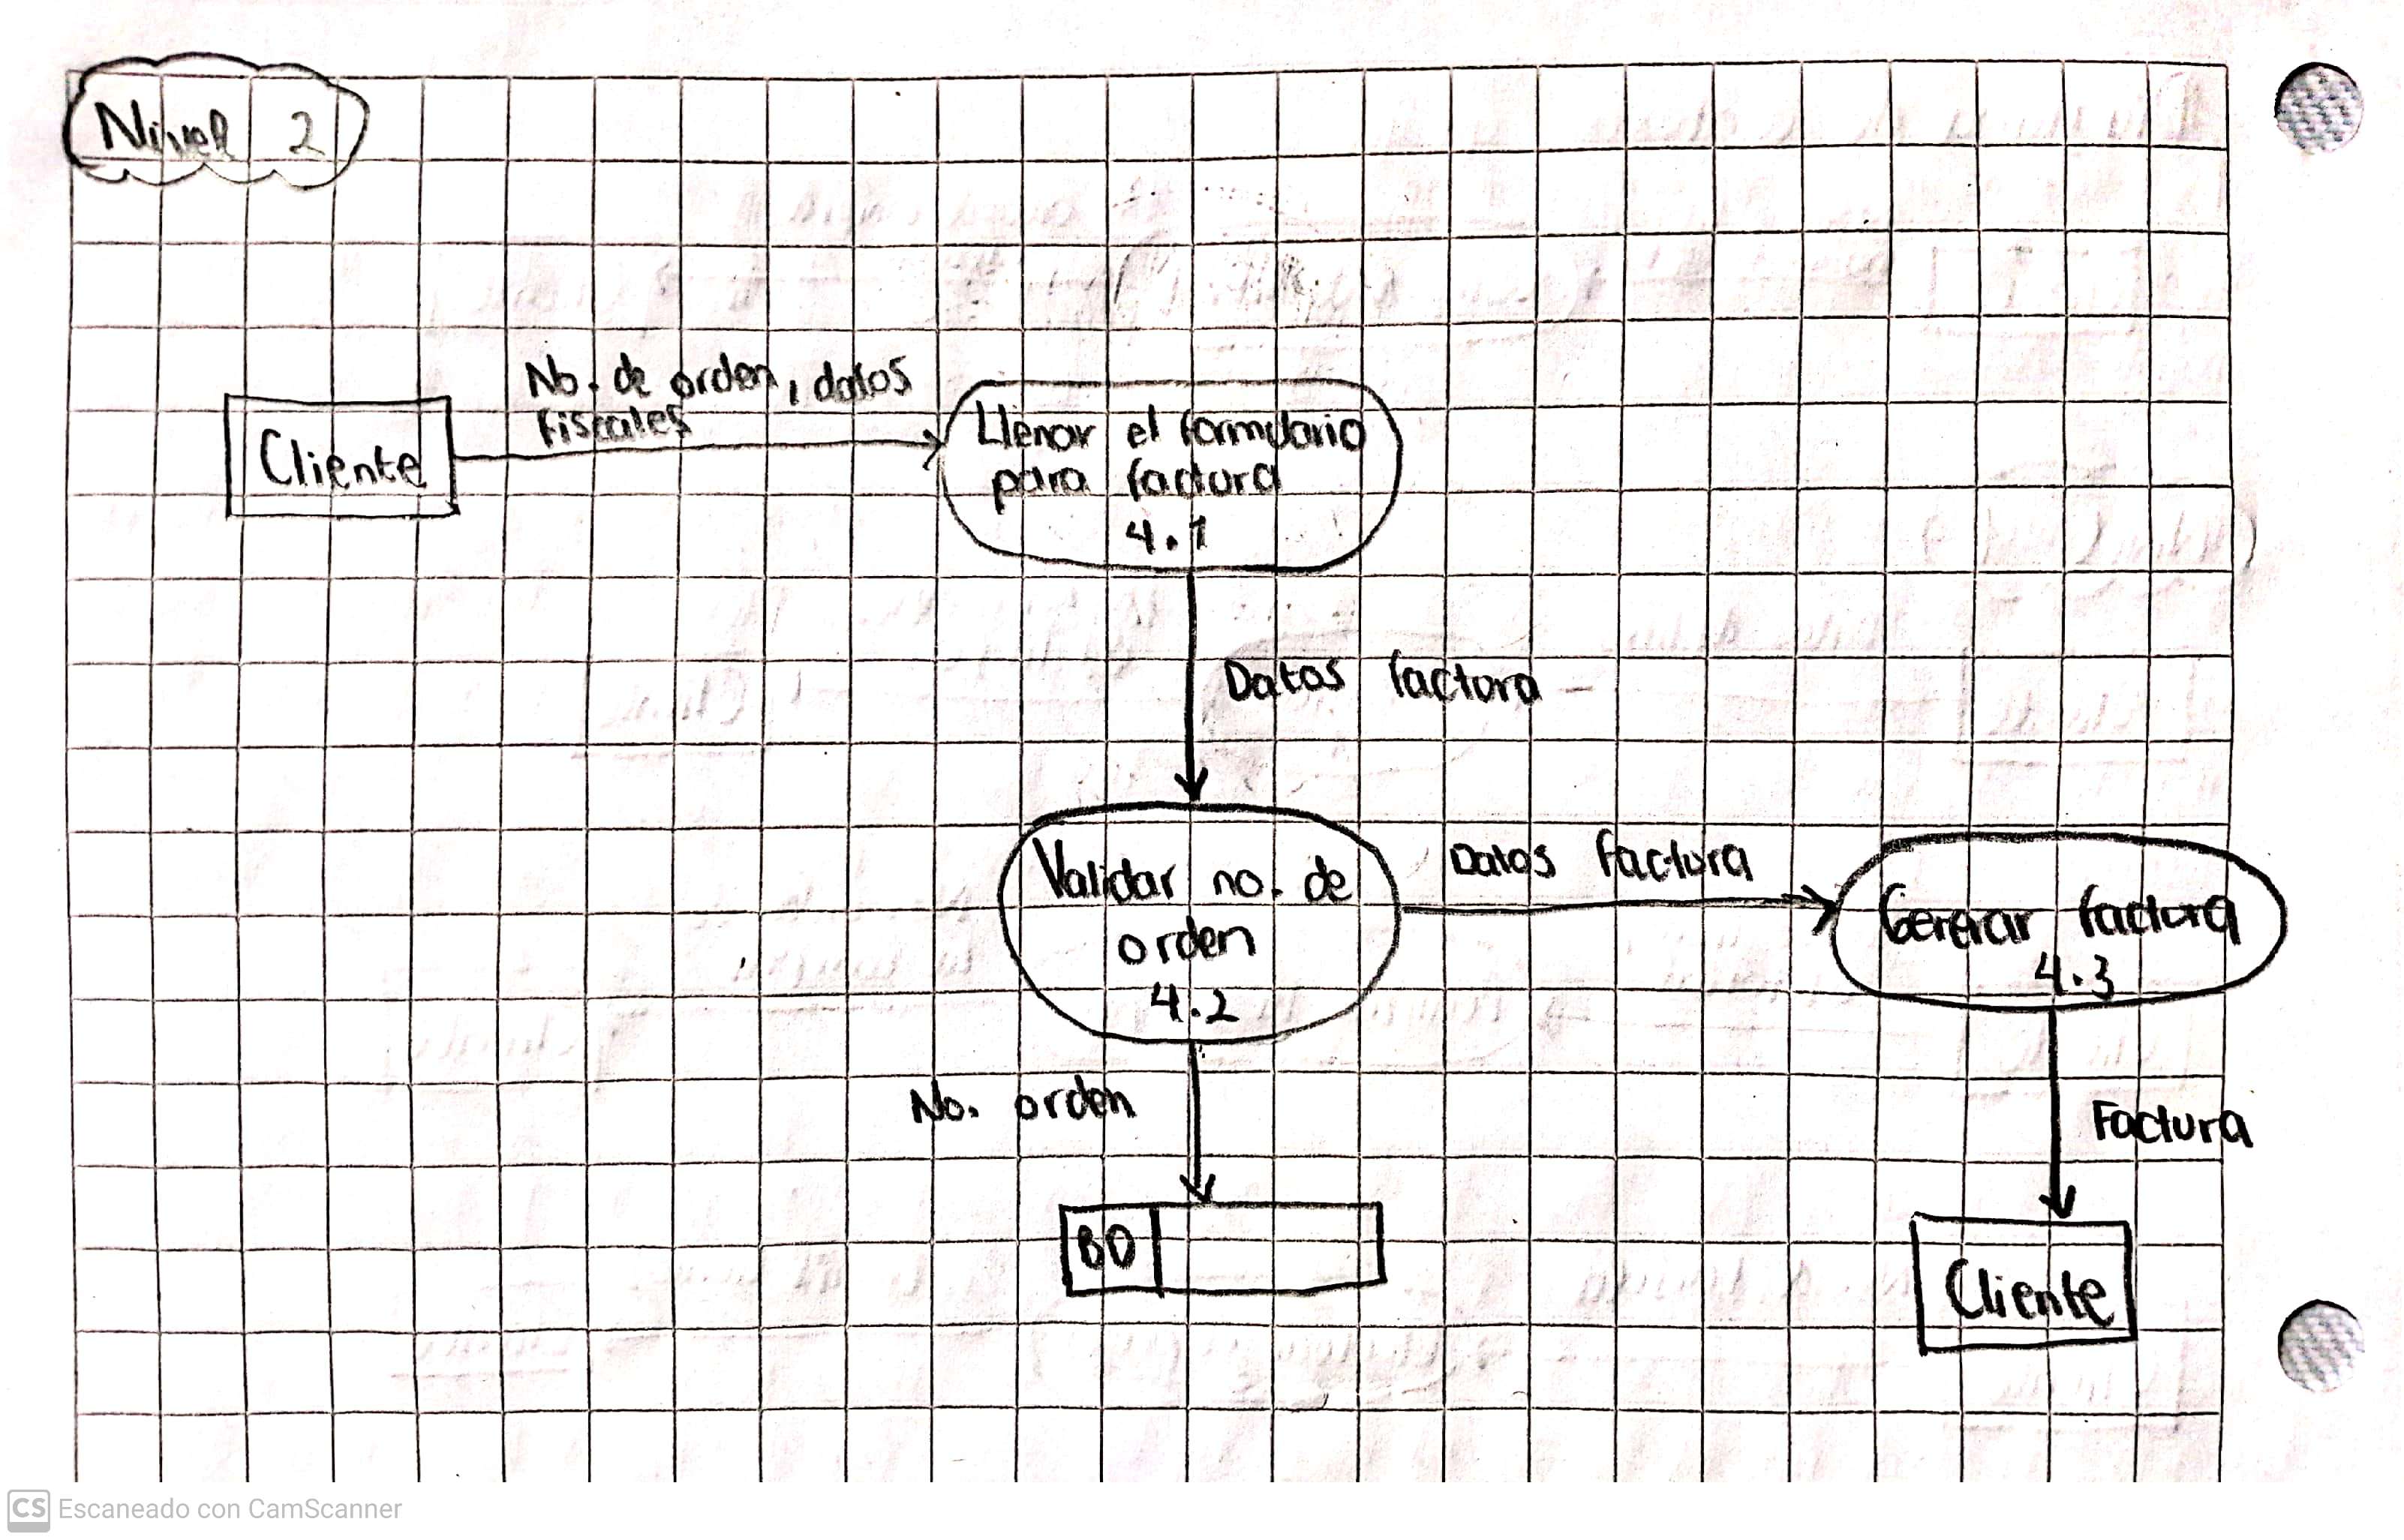 Nivel 2
No. de orden, datos
fiscales
Cliente
Llenar el formulario
para factura
4.1
Datos factura
Validar no. de
orden
4.2
Datos factura
Generar factura
4.3
No. orden
Factura
BD
Cliente
CS Escaneado con CamScanner